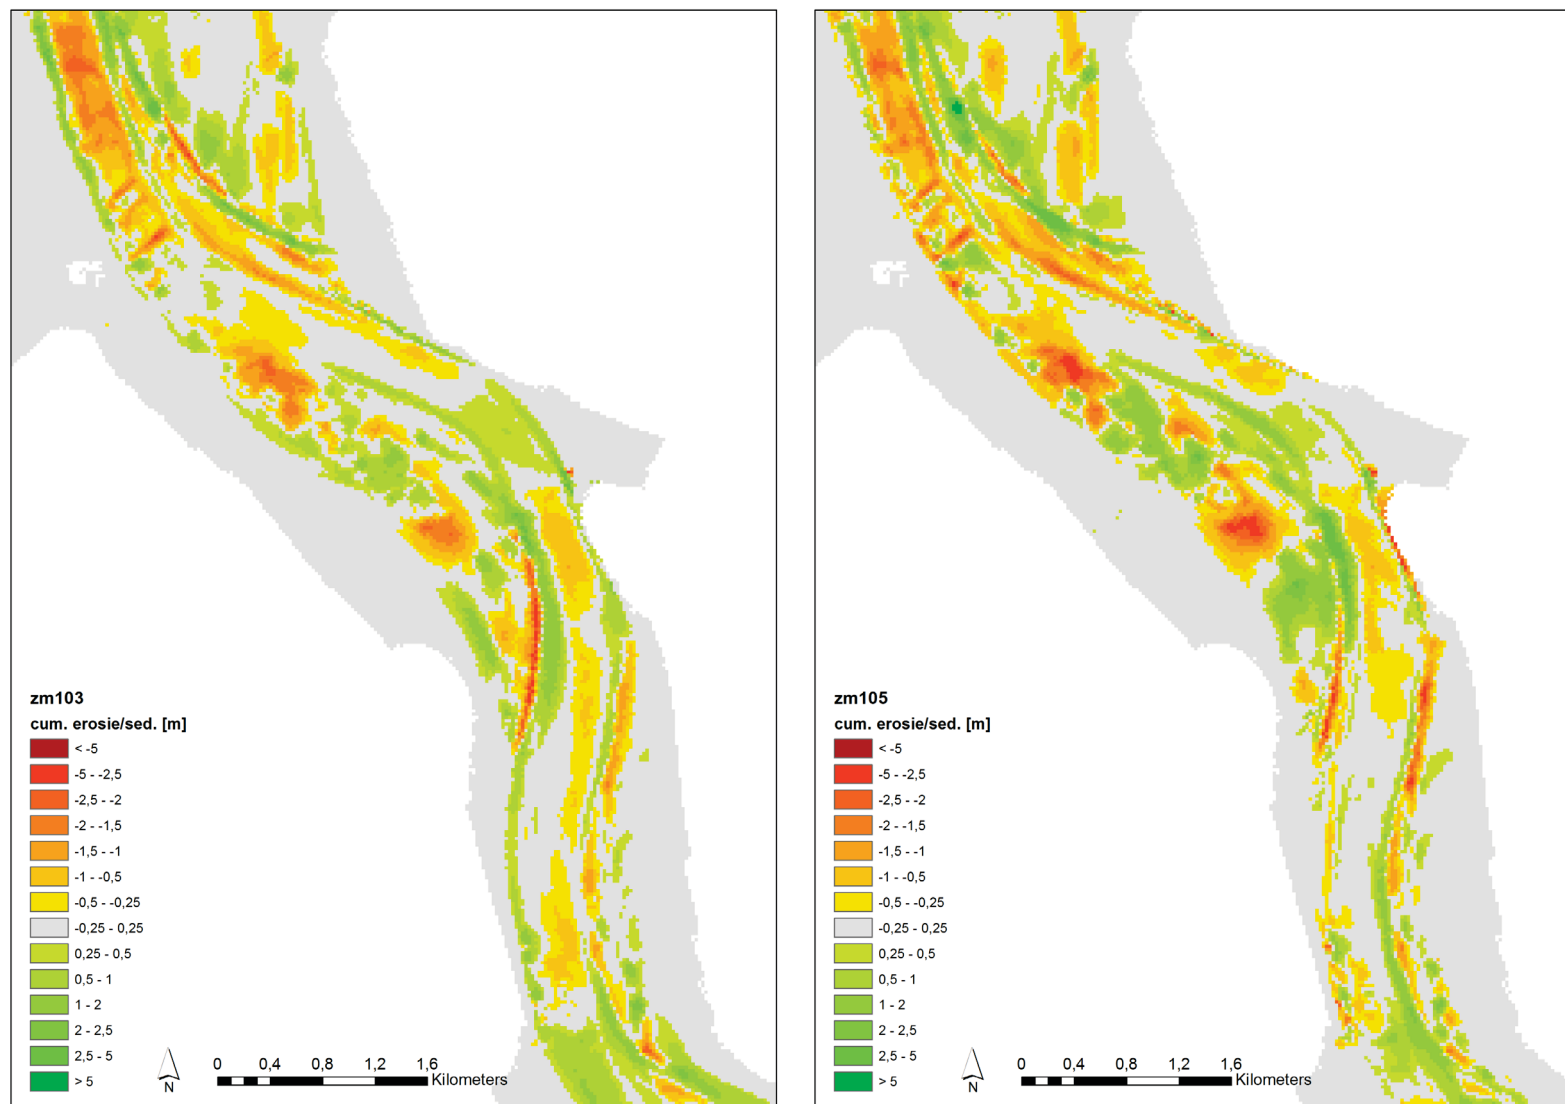 zm103
cum. erosie/sed. [m]
< -5
-5 - -2,5
-2,5 - -2
-2 - -1,5
-1,5 - -1
-1 - -0,5
-0,5 - -0,25
-0,25 - 0,25
0,25 - 0,5
0,5 - 1
1 - 2
2 - 2,5
2,5 - 5
> 5
N
0 0,4 0,8 1,2 1,6
Kilometers
zm105
cum. erosie/sed. [m]
< -5
-5 - -2,5
-2,5 - -2
-2 - -1,5
-1,5 - -1
-1 - -0,5
-0,5 - -0,25
-0,25 - 0,25
0,25 - 0,5
0,5 - 1
1 - 2
2 - 2,5
2,5 - 5
> 5
N
0 0,4 0,8 1,2 1,6
Kilometers